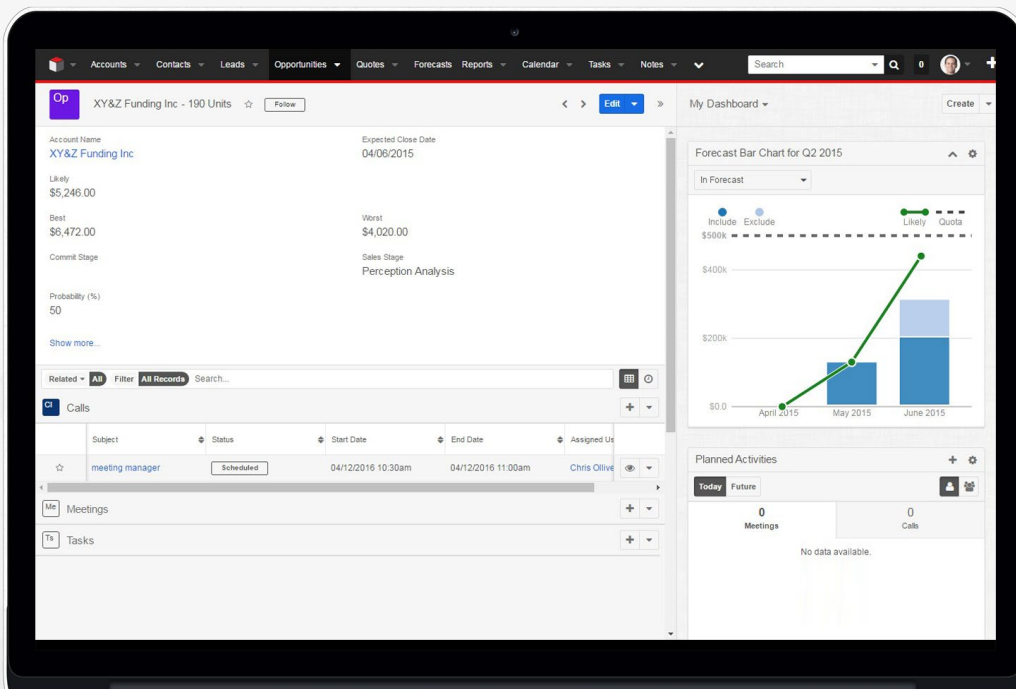 Accounts Contacts Leads Opportunities Quotes Forecasts Reports Calendar Tasks Notes Search 0
Op XY&Z Funding Inc - 190 Units Follow Edit
Account Name Expected Close Date
XY&Z Funding Inc 04/06/2015
Likely
$5,246.00
Best Worst
$6,472.00 $4,020.00
Commit Stage Sales Stage
Perception Analysis
Probability (%)
50
Show more...
Related All Filter All Records Search...
Cl Calls
Subject Status Start Date End Date Assigned Us
meeting manager Scheduled 04/12/2016 10:30am 04/12/2016 11:00am Chris Ollive
Me Meetings
Ts Tasks
My Dashboard Create
Forecast Bar Chart for Q2 2015
In Forecast
Include Exclude Likely Quota
$500k
$400k
$200k
$0.0
April 2015 May 2015 June 2015
Planned Activities
Today Future
0 0
Meetings Calls
No data available.